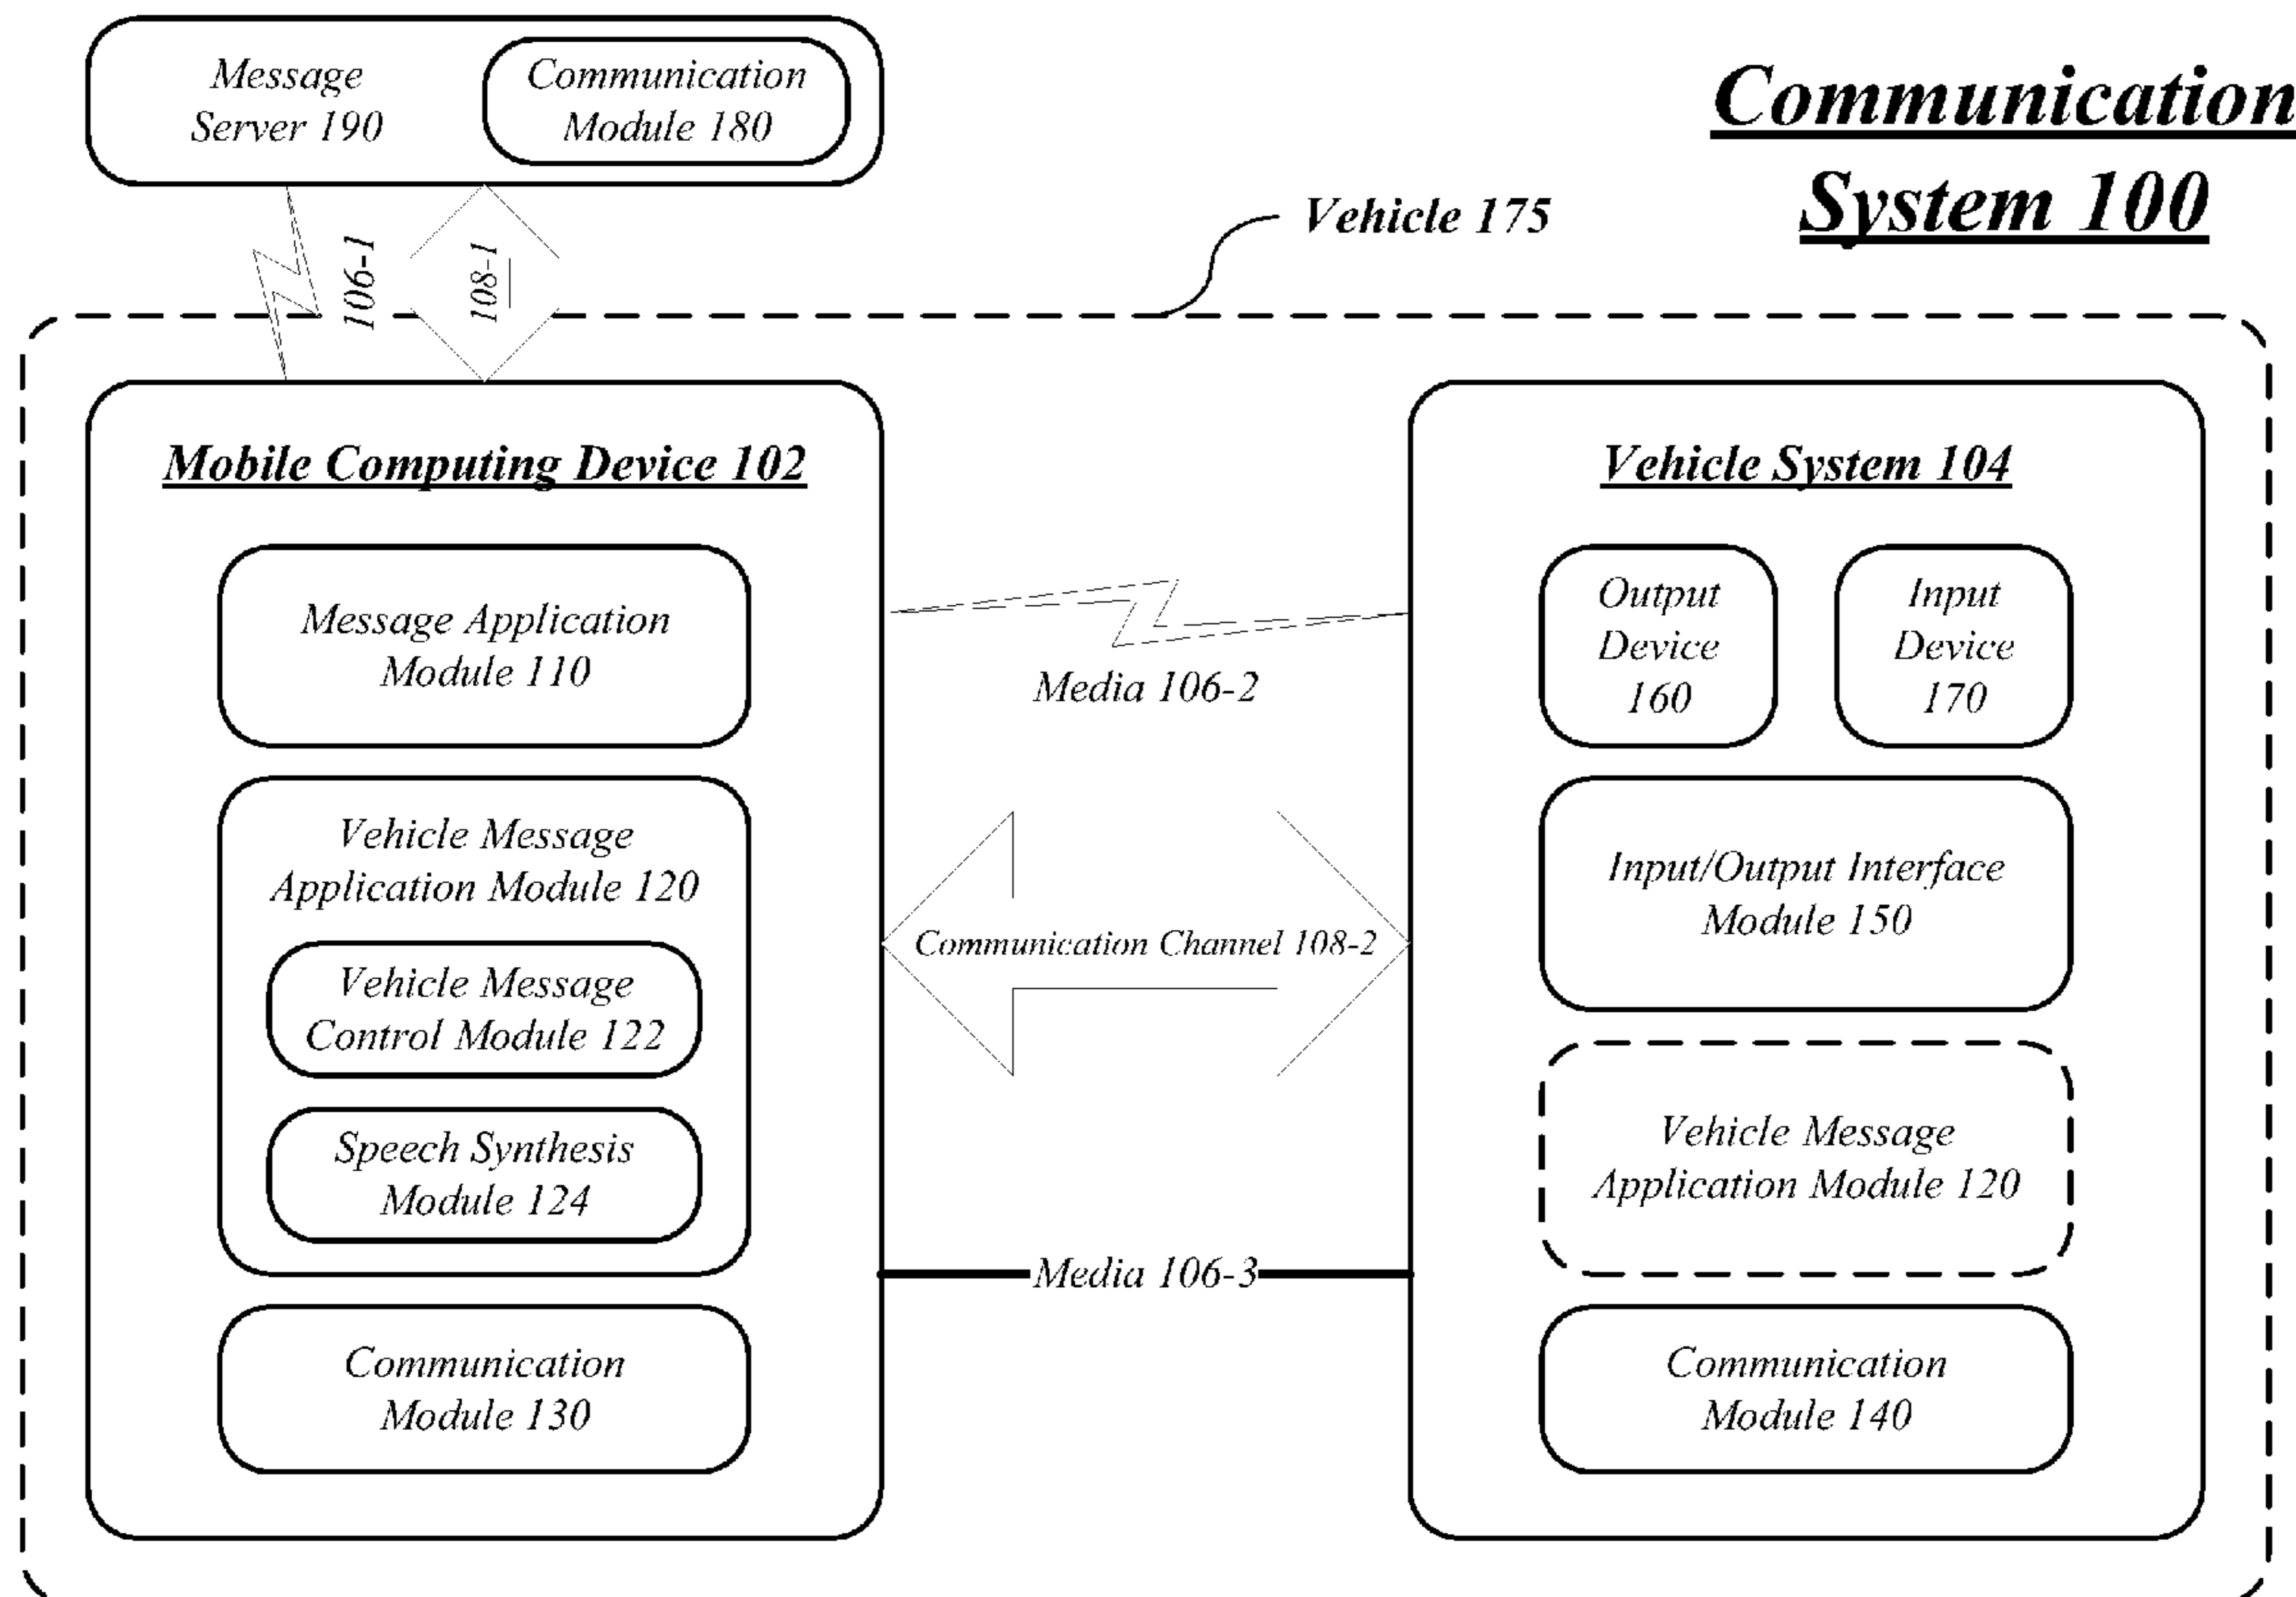 Message
Server 190
Communication
Module 180
Communication
System 100
Vehicle 175
106-1
108-1
Mobile Computing Device 102
Message Application
Module 110
Vehicle Message
Application Module 120
Vehicle Message
Control Module 122
Speech Synthesis
Module 124
Communication
Module 130
Media 106-2
Communication Channel 108-2
Media 106-3
Vehicle System 104
Output
Device
160
Input
Device
170
Input/Output Interface
Module 150
Vehicle Message
Application Module 120
Communication
Module 140